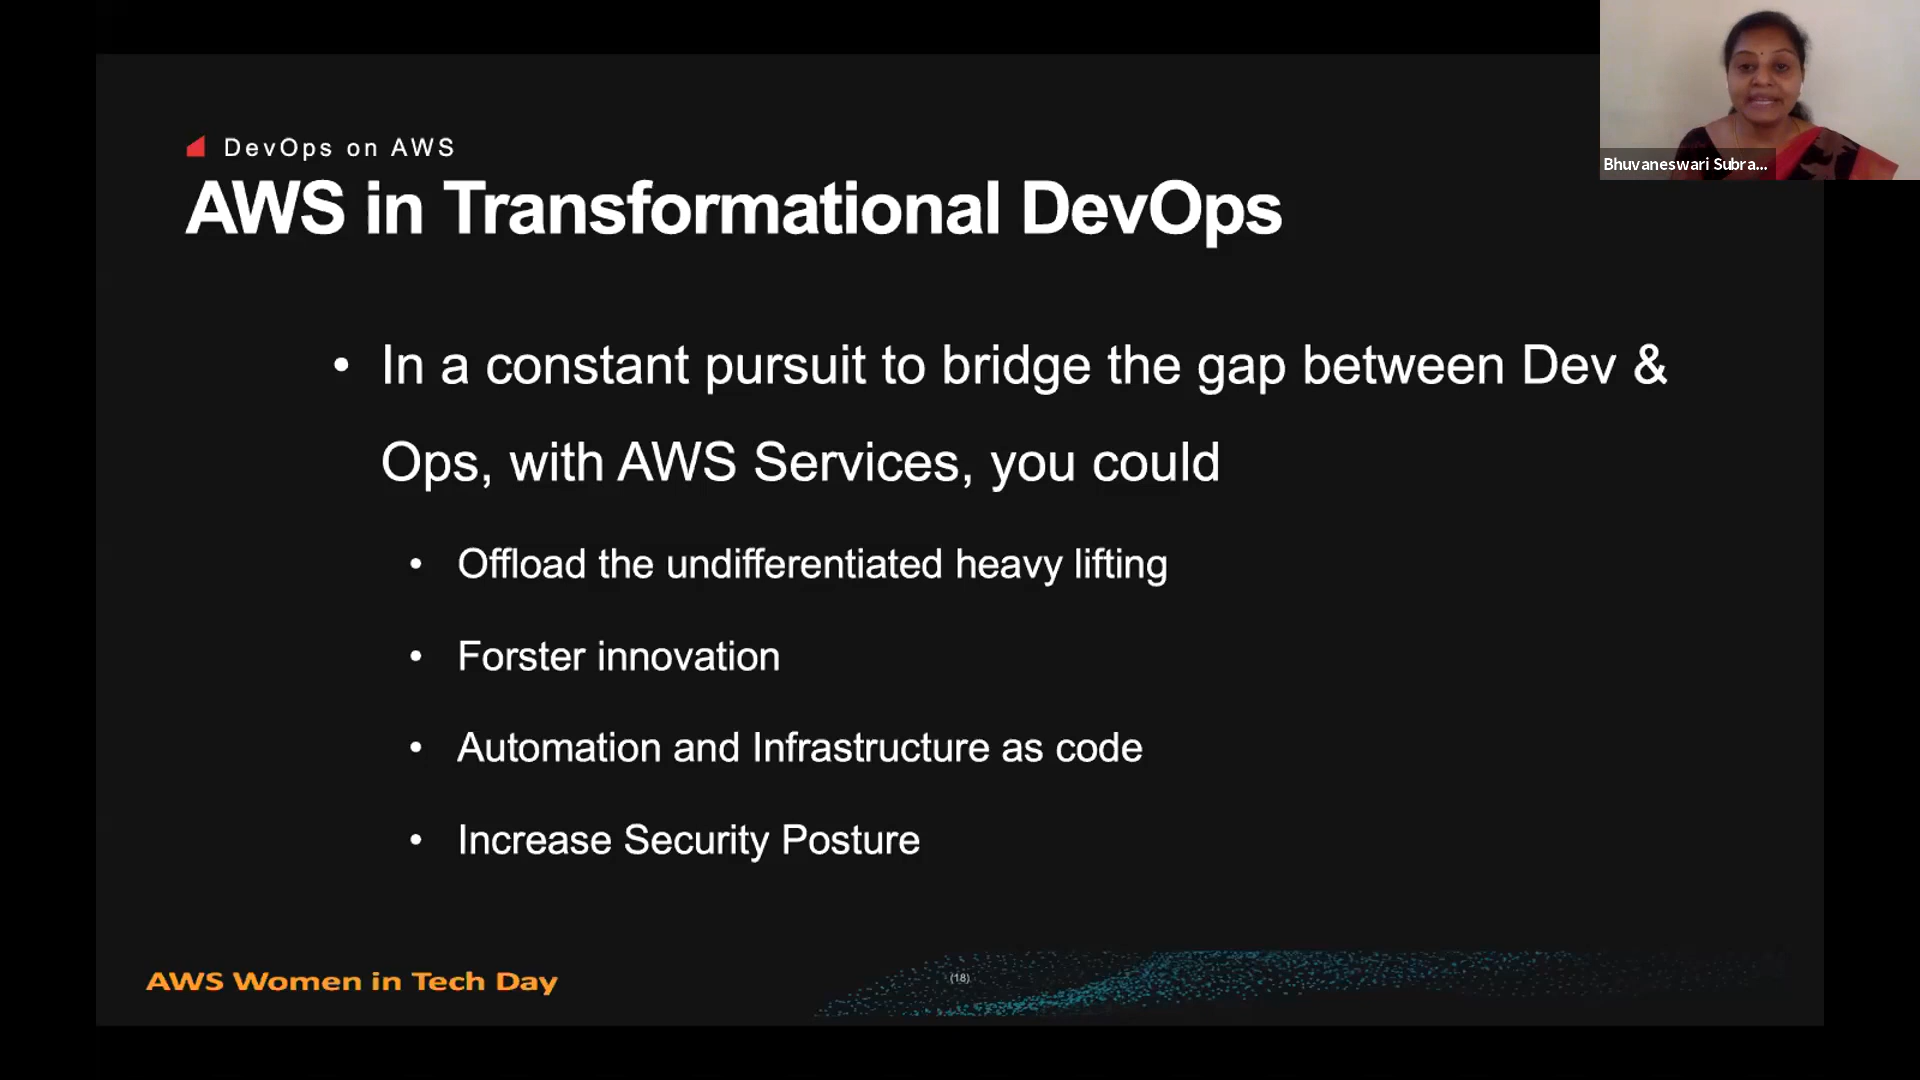 DevOps on AWS
AWS in Transformational DevOps
• In a constant pursuit to bridge the gap between Dev &
Ops, with AWS Services, you could
• Offload the undifferentiated heavy lifting
• Forster innovation
• Automation and Infrastructure as code
• Increase Security Posture
AWS Women in Tech Day
(18)
Bhuvaneswari Subra...